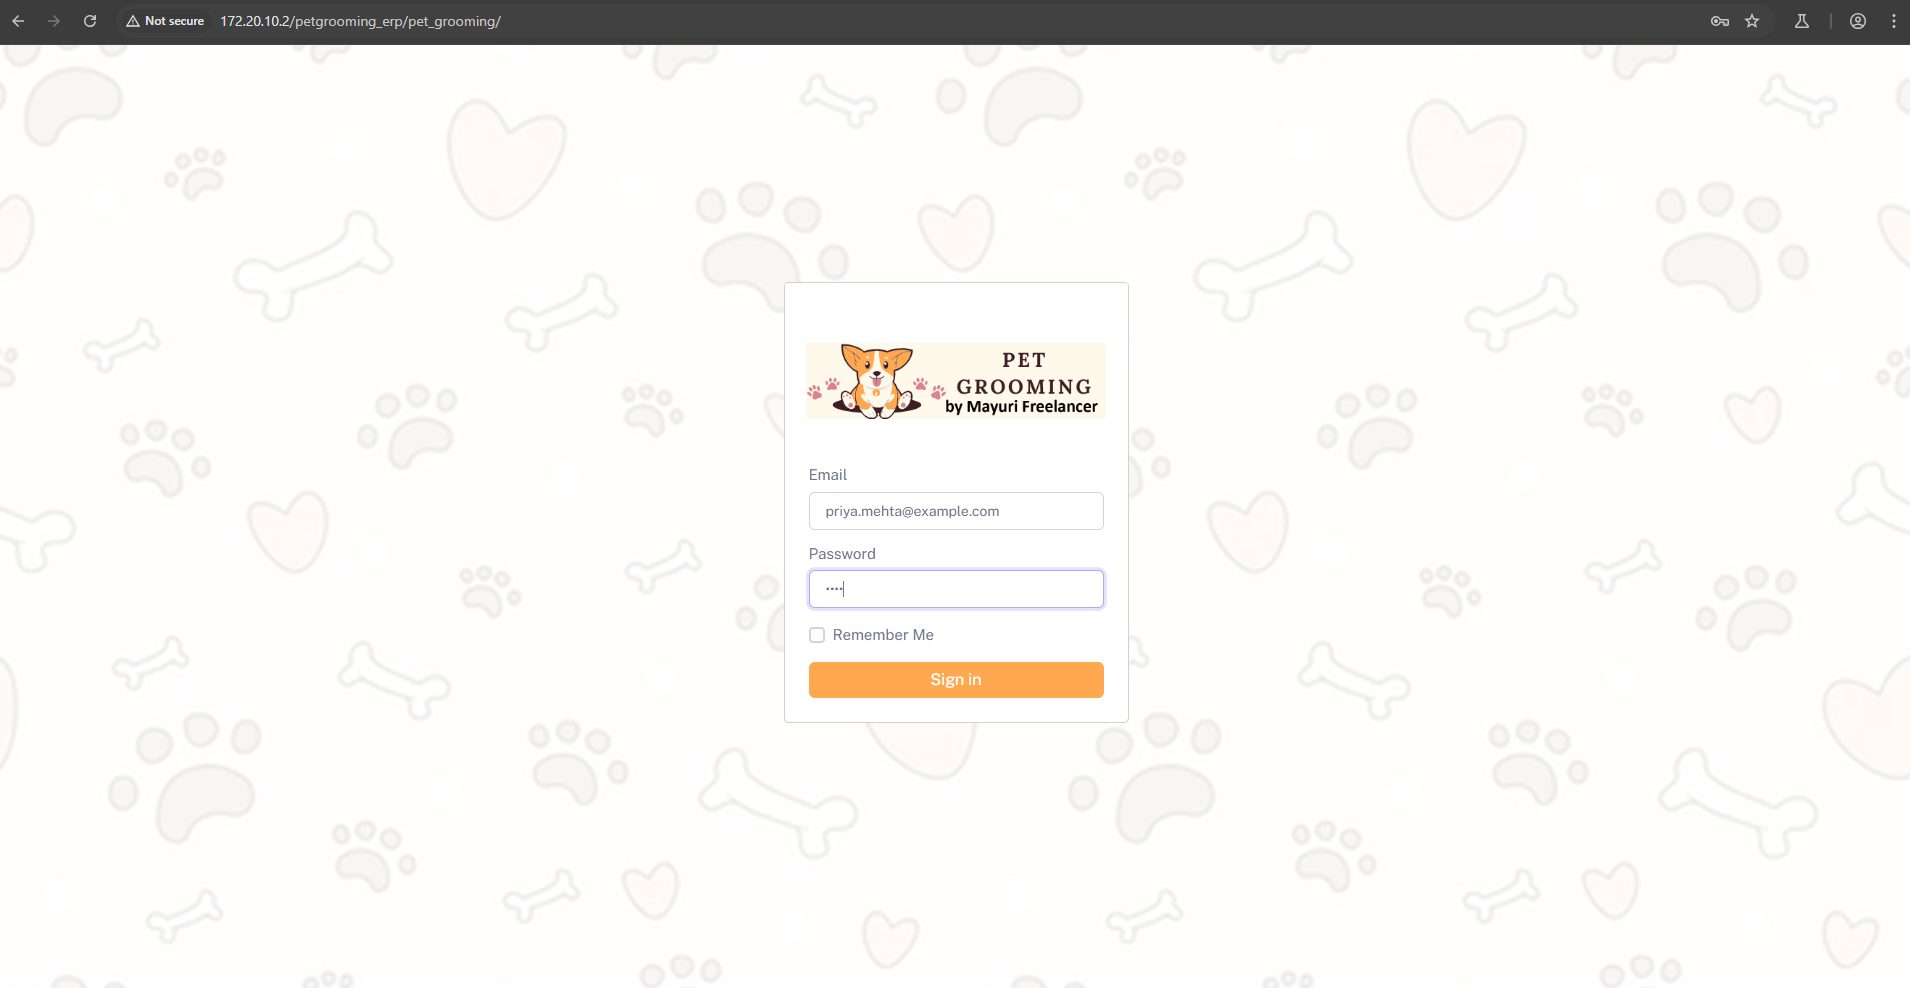 Not secure 172.20.10.2/petgrooming_erp/pet_grooming/
PET
GROOMING
by Mayuri Freelancer
Email
priya.mehta@example.com
Password
••••
Remember Me
Sign in